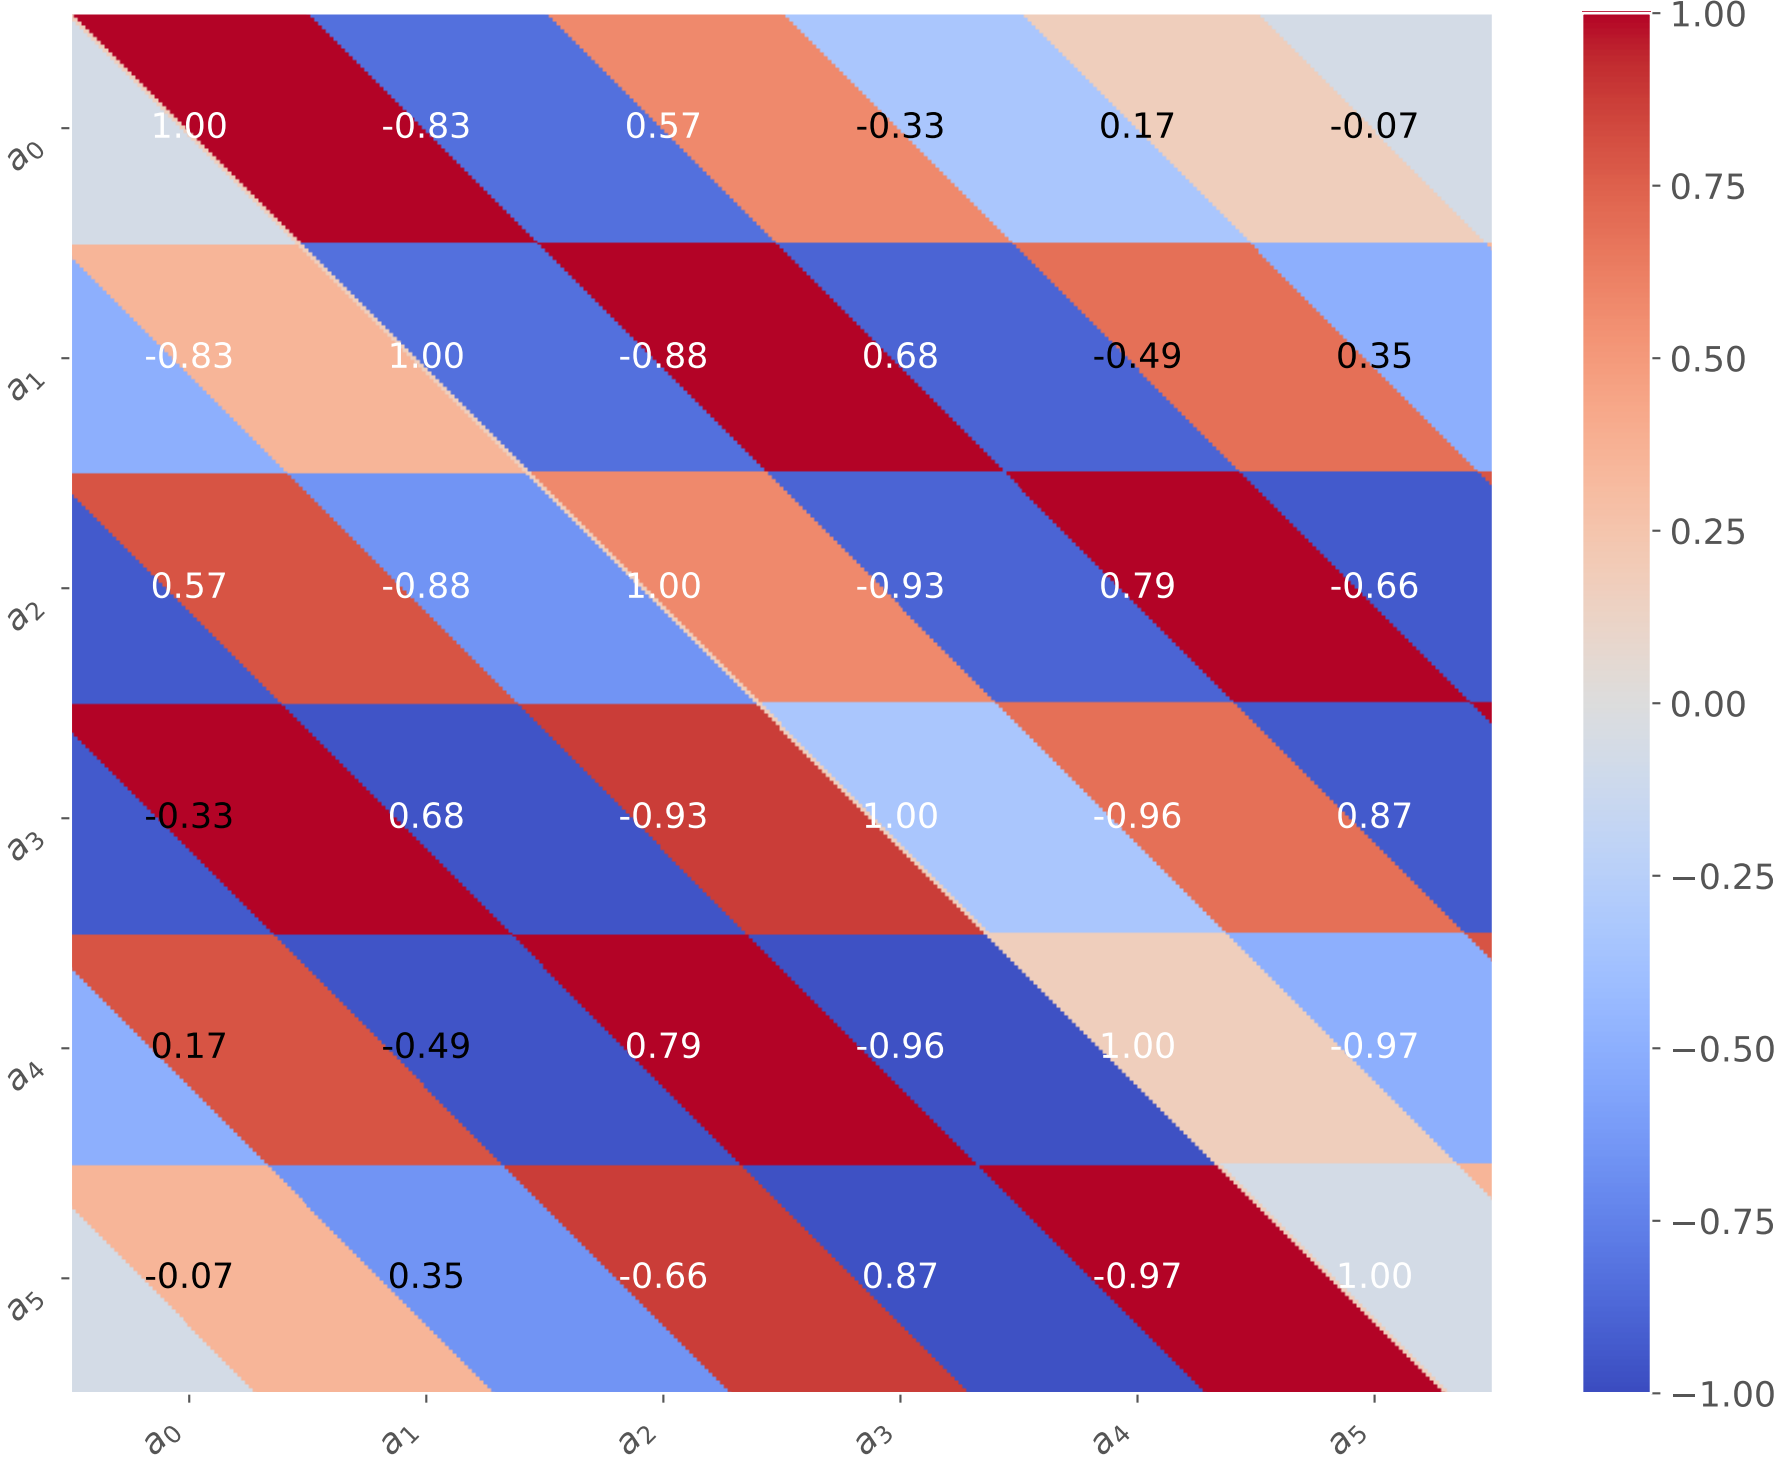 1.00
a0 1.00 -0.83 0.57 -0.33 0.17 -0.07
0.75
a1 -0.83 1.00 -0.88 0.68 -0.49 0.35
0.50
0.25
a2 0.57 -0.88 1.00 -0.93 0.79 -0.66
0.00
a3 -0.33 0.68 -0.93 1.00 -0.96 0.87
−0.25
a4 0.17 -0.49 0.79 -0.96 1.00 -0.97
−0.50
−0.75
a5 -0.07 0.35 -0.66 0.87 -0.97 1.00
−1.00
a0 a1 a2 a3 a4 a5